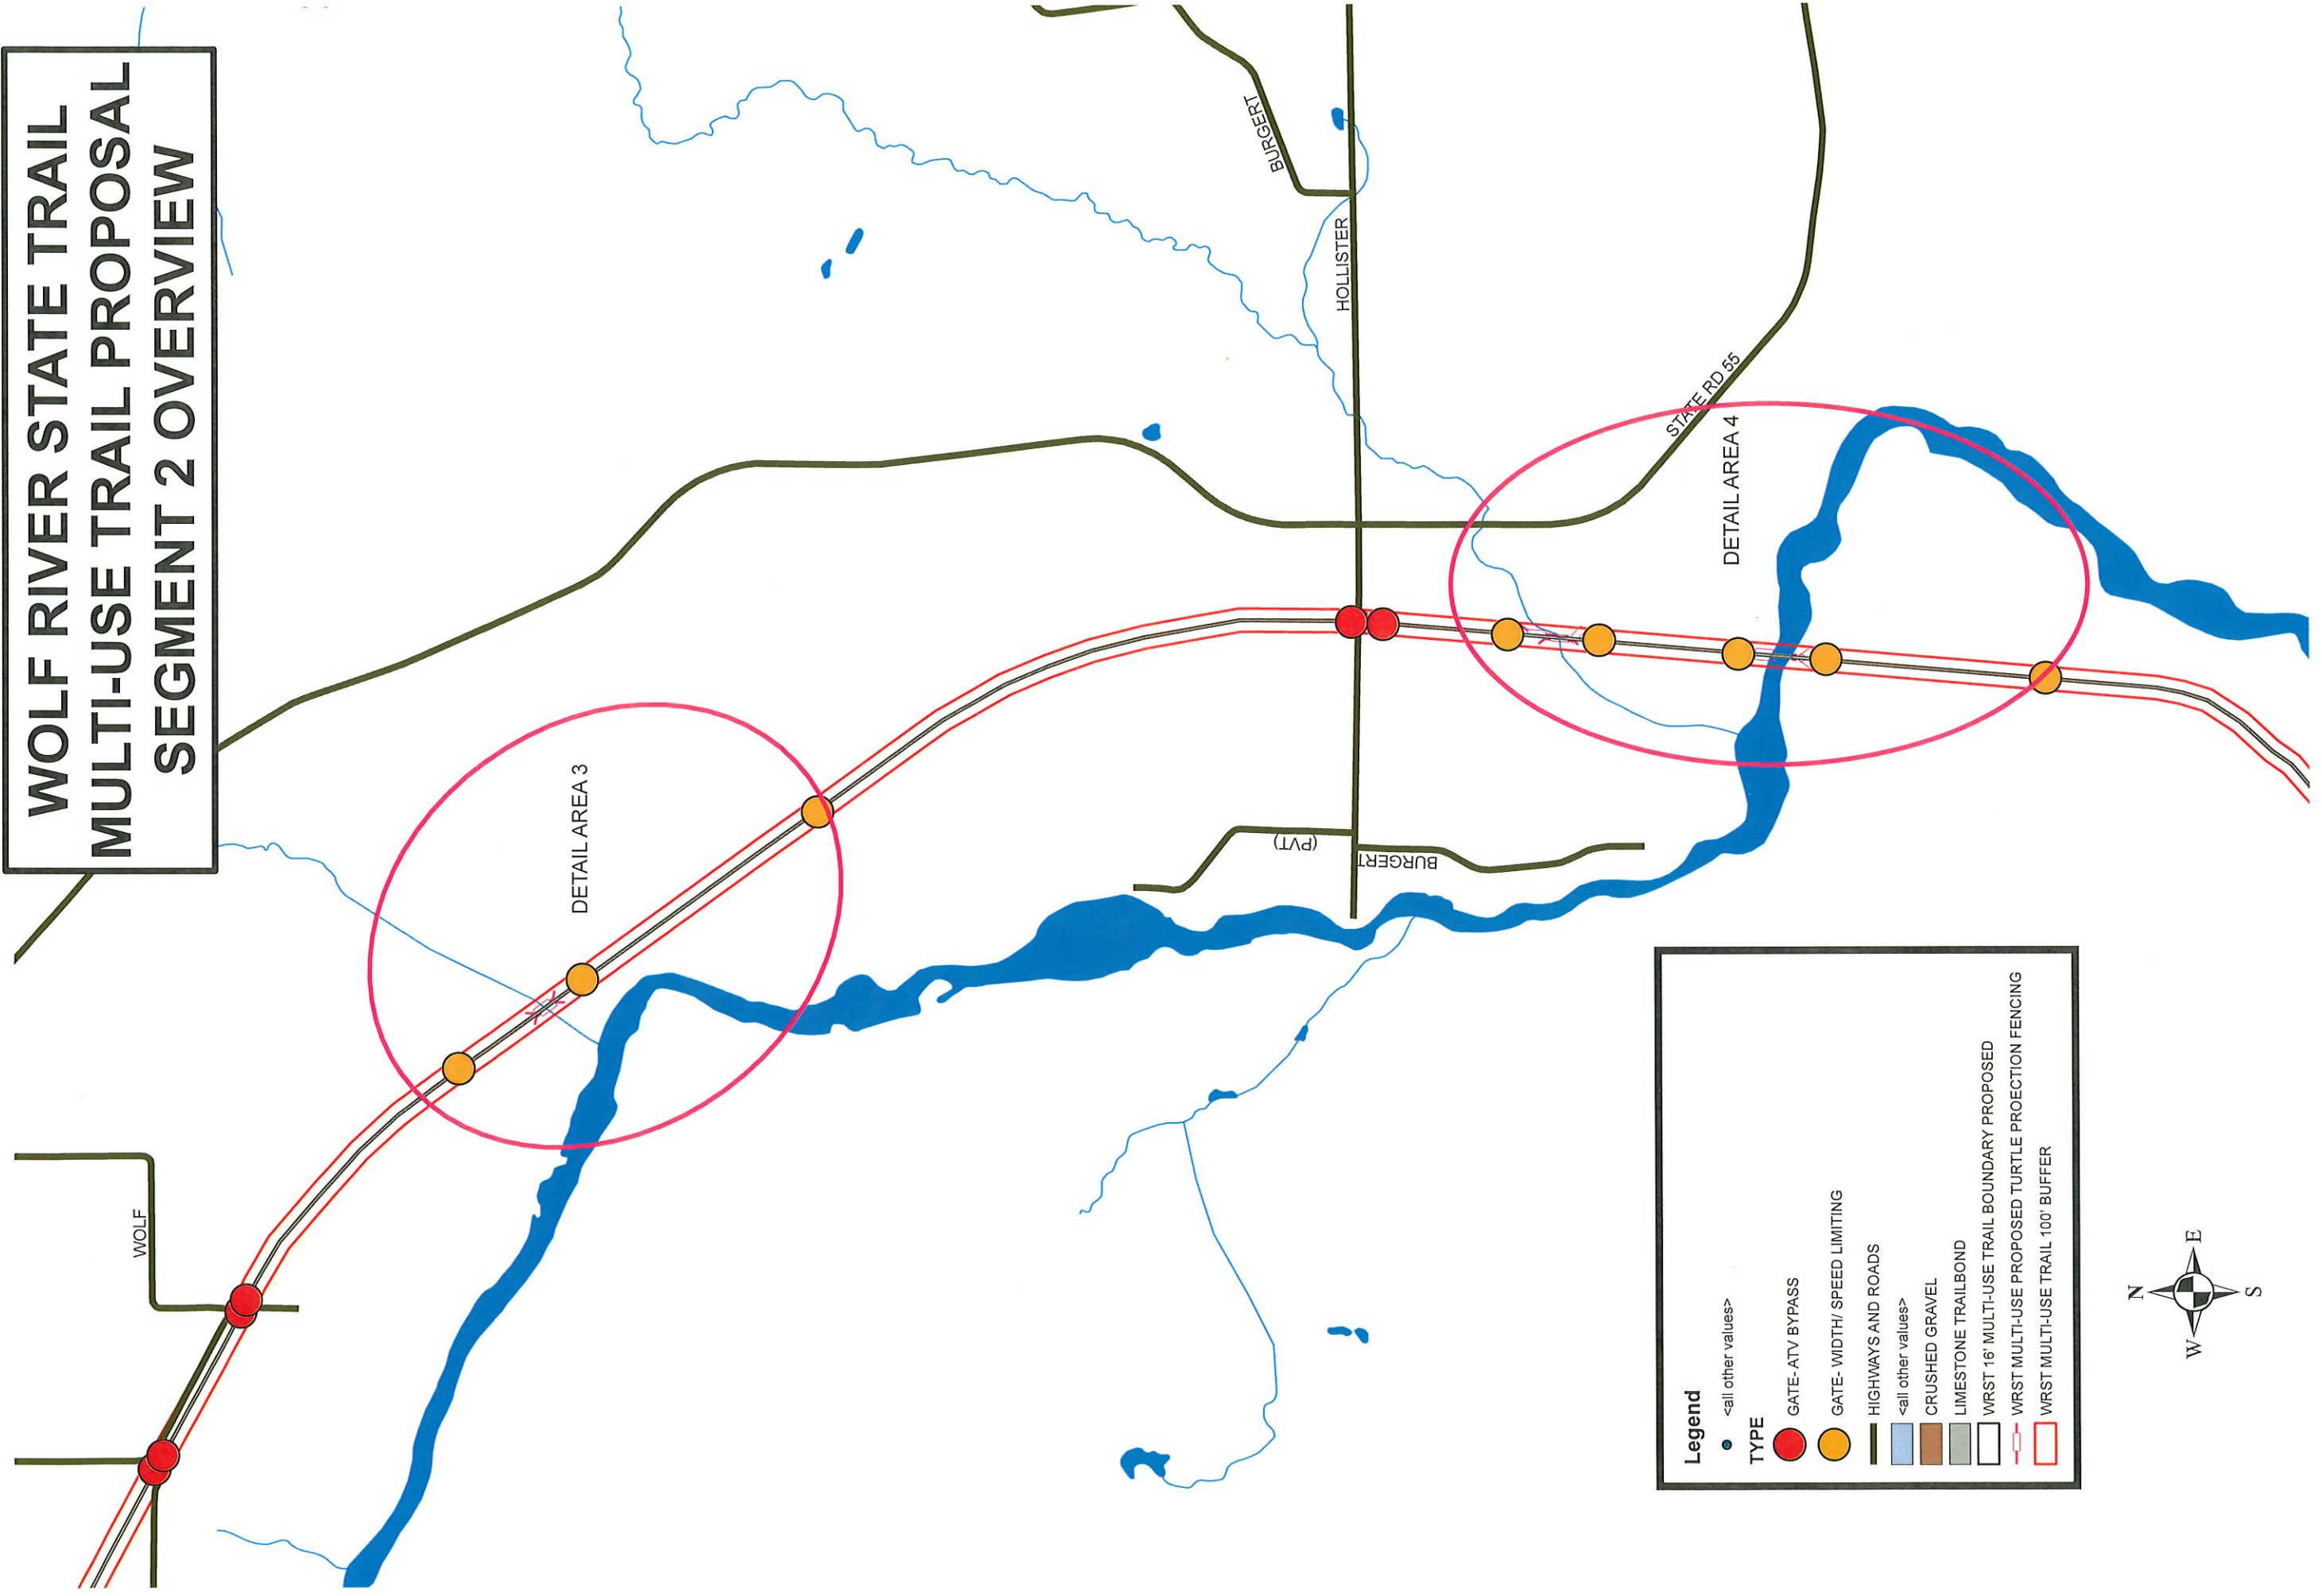 WOLF RIVER STATE TRAIL
MULTI-USE TRAIL PROPOSAL
SEGMENT 2 OVERVIEW
BURGERT
HOLLISTER
STATE RD 55
DETAIL AREA 4
DETAIL AREA 3
(PVT)
BURGERT
WOLF
Legend
<all other values>
TYPE
GATE- ATV BYPASS
GATE- WIDTH/ SPEED LIMITING
HIGHWAYS AND ROADS
<all other values>
CRUSHED GRAVEL
LIMESTONE TRAILBOND
WRST 16' MULTI-USE TRAIL BOUNDARY PROPOSED
WRST MULTI-USE PROPOSED TURTLE PROECTION FENCING
WRST MULTI-USE TRAIL 100' BUFFER
N
W
E
S